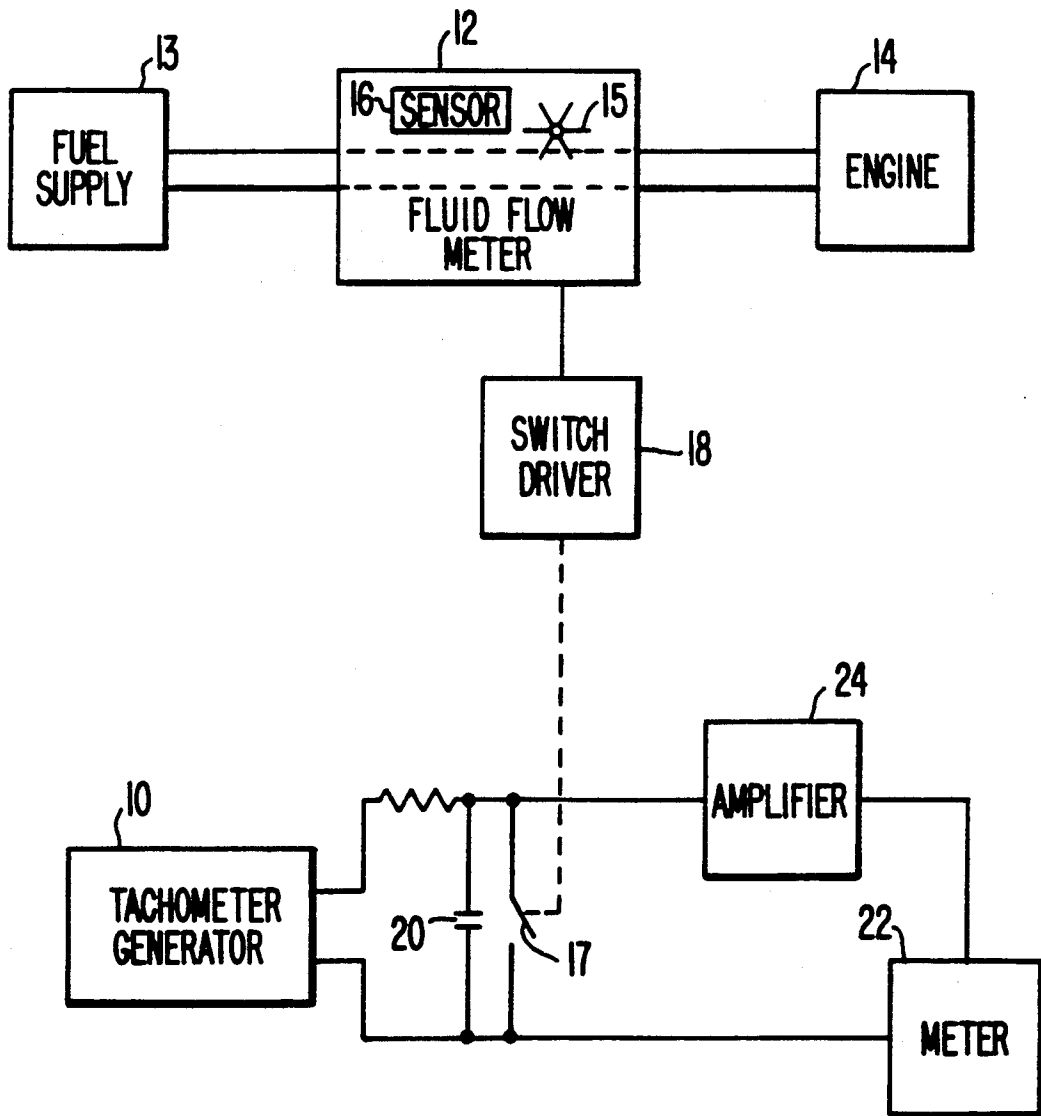 13
12
14
FUEL
SUPPLY
16
SENSOR
15
ENGINE
FLUID FLOW
METER
SWITCH
DRIVER
18
24
10
AMPLIFIER
TACHOMETER
GENERATOR
20
17
22
METER